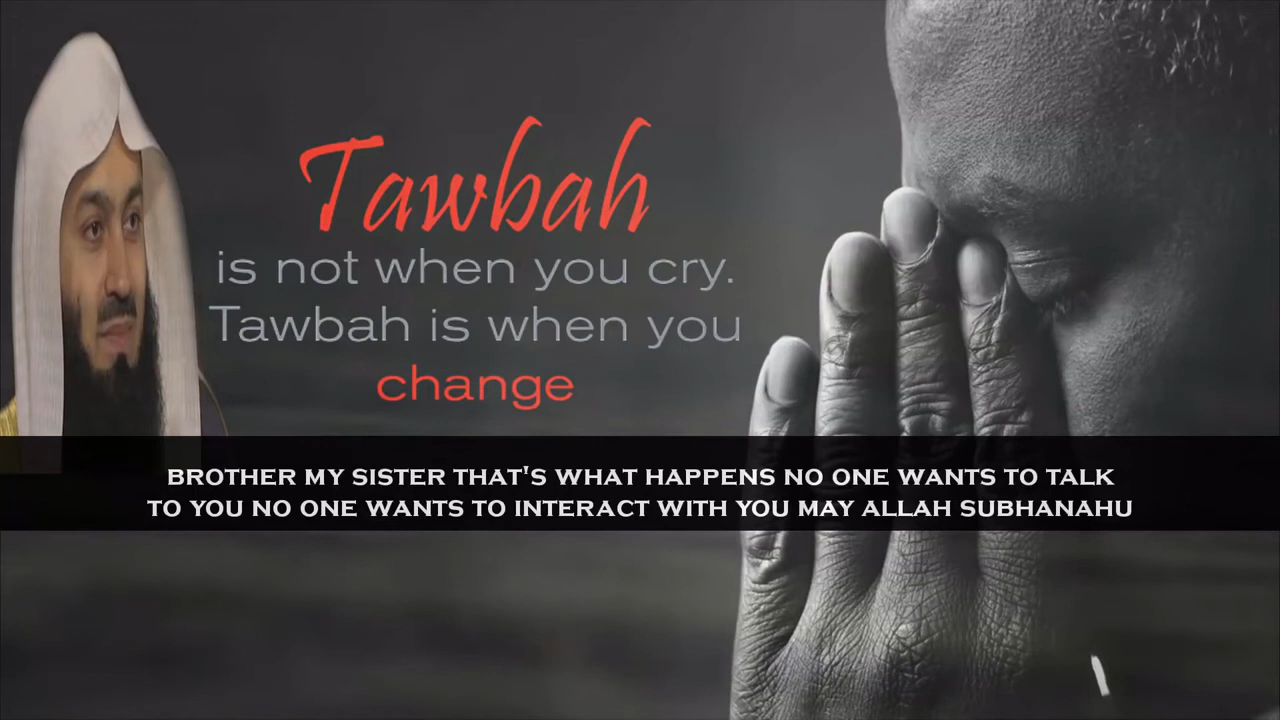 Tawbah
is not when you cry.
Tawbah is when you
change
BROTHER MY SISTER THAT'S WHAT HAPPENS NO ONE WANTS TO TALK
TO YOU NO ONE WANTS TO INTERACT WITH YOU MAY ALLAH SUBHANAHU